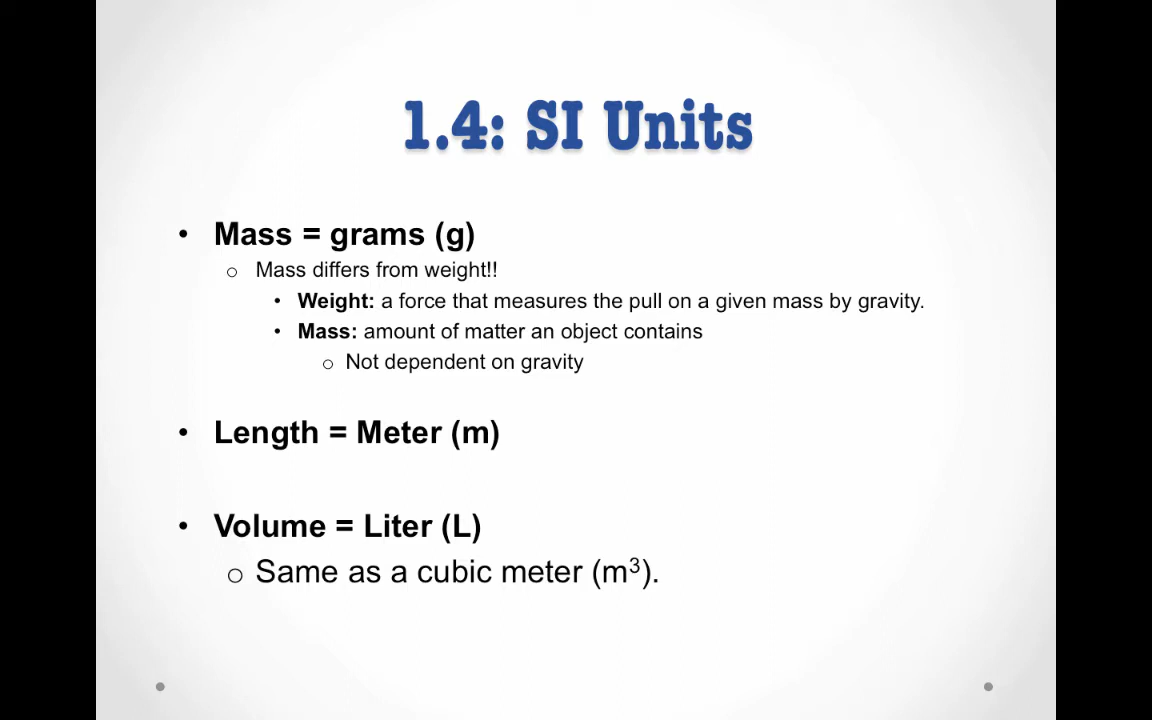 1.4: SI Units
• Mass = grams (g)
o Mass differs from weight!!
• Weight: a force that measures the pull on a given mass by gravity.
• Mass: amount of matter an object contains
o Not dependent on gravity
• Length = Meter (m)
• Volume = Liter (L)
o Same as a cubic meter (m³).